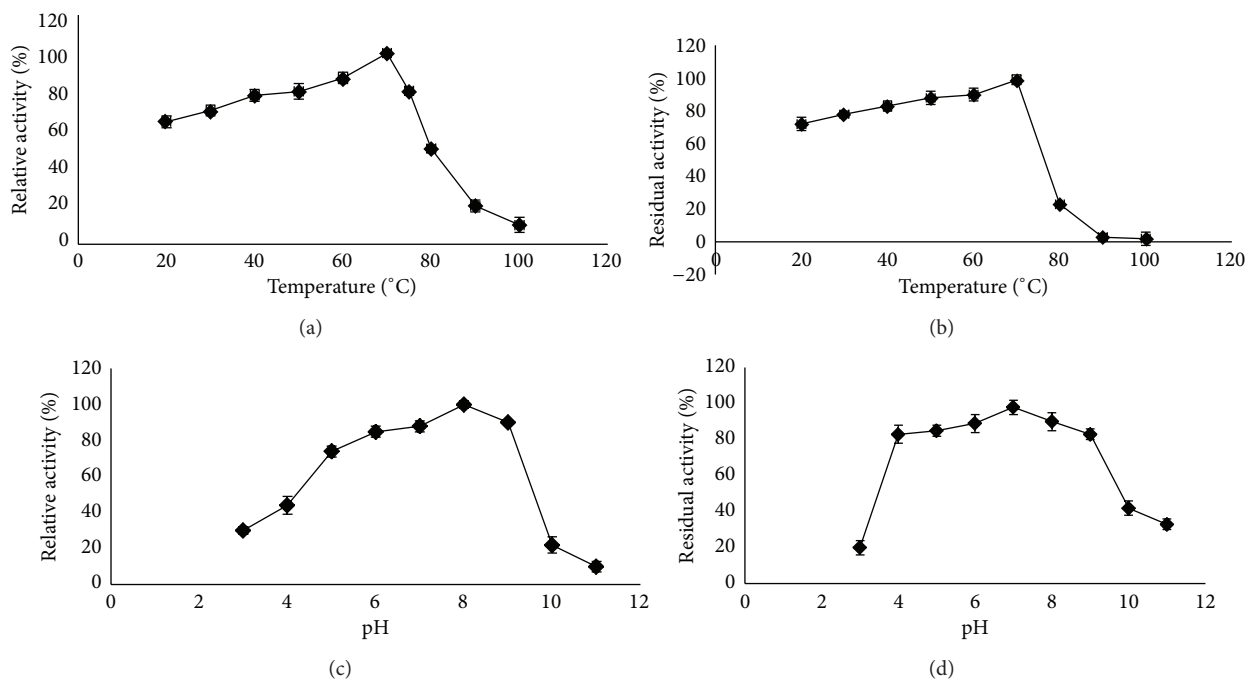 120
100
80
60
40
20
0
Relative activity (%)
0 20 40 60 80 100 120
Temperature (°C)
(a)
120
100
80
60
40
20
0
−20
Residual activity (%)
0 20 40 60 80 100 120
Temperature (°C)
(b)
120
100
80
60
40
20
0
Relative activity (%)
0 2 4 6 8 10 12
pH
(c)
120
100
80
60
40
20
0
Residual activity (%)
0 2 4 6 8 10 12
pH
(d)